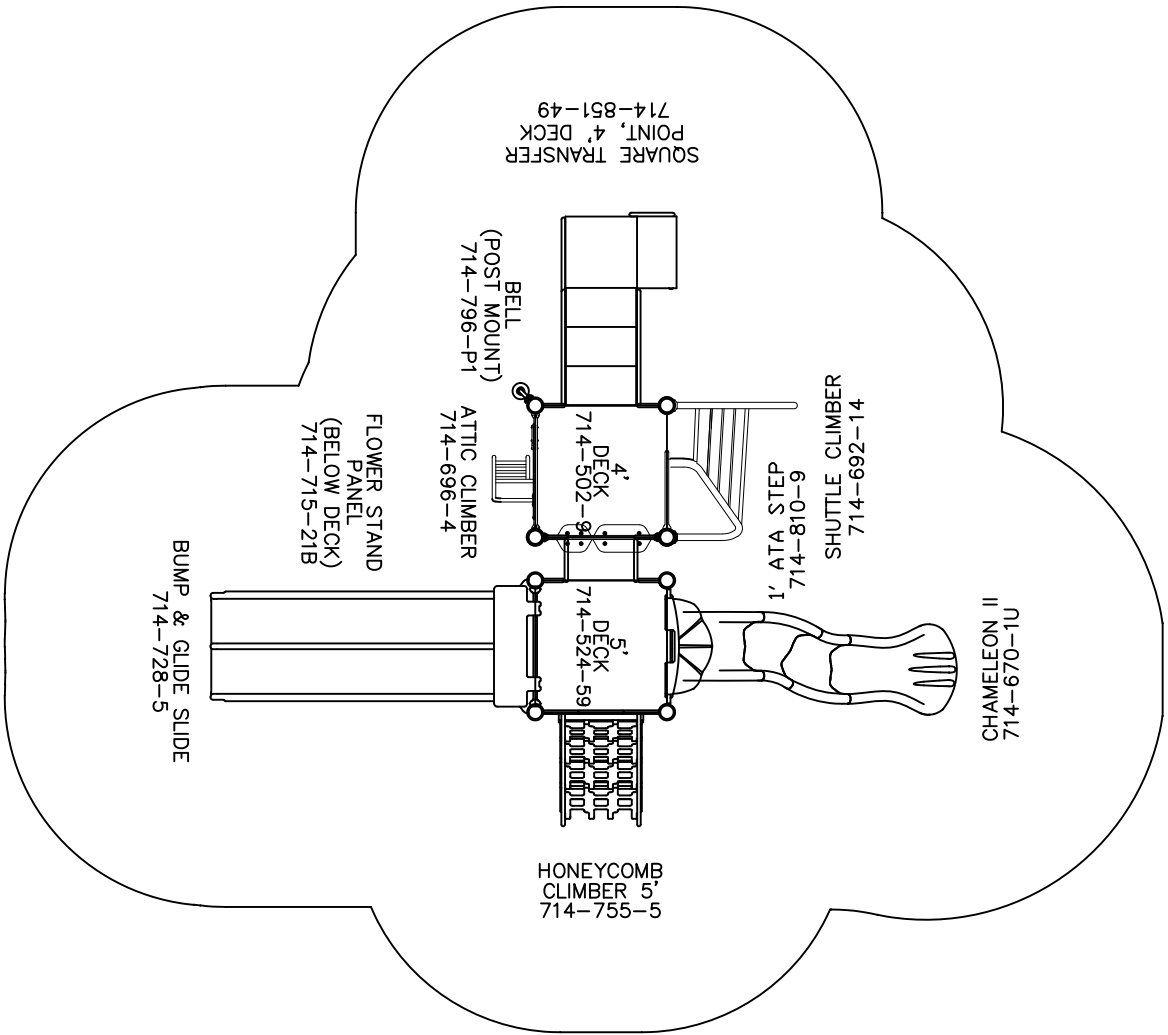 SQUARE TRANSFER
POINT, 4' DECK
714-851-49
BELL
(POST MOUNT)
714-796-P1
ATTIC CLIMBER
714-696-4
FLOWER STAND
PANEL
(BELOW DECK)
714-715-21B
BUMP & GLIDE SLIDE
714-728-5
4'
DECK
714-502-9
5'
DECK
714-524-59
SHUTTLE CLIMBER
714-692-14
1' ATA STEP
714-810-9
CHAMELEON II
714-670-1U
HONEYCOMB
CLIMBER 5'
714-755-5